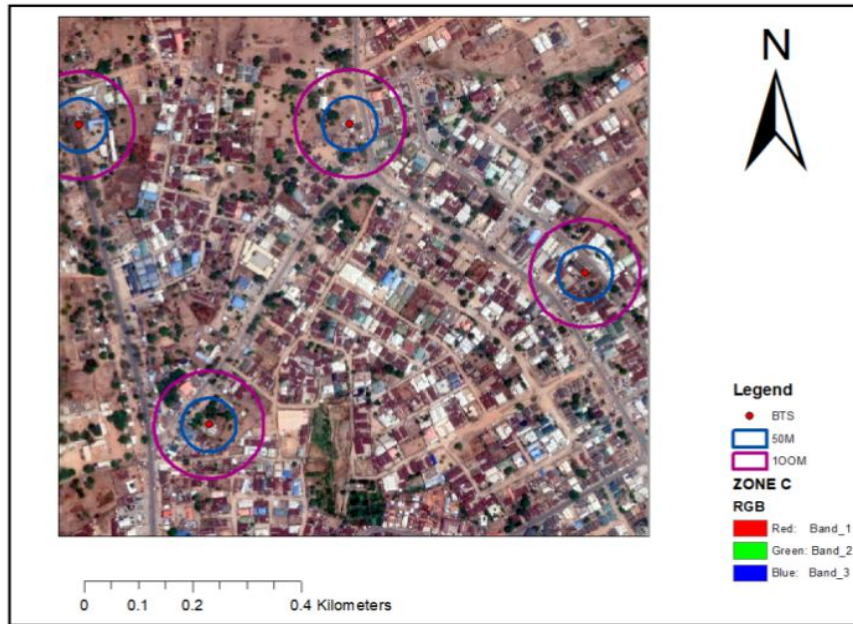 N
Legend
BTS
50M
1OOM
ZONE C
RGB
Red: Band_1
Green: Band_2
Blue: Band_3
0 0.1 0.2 0.4 Kilometers